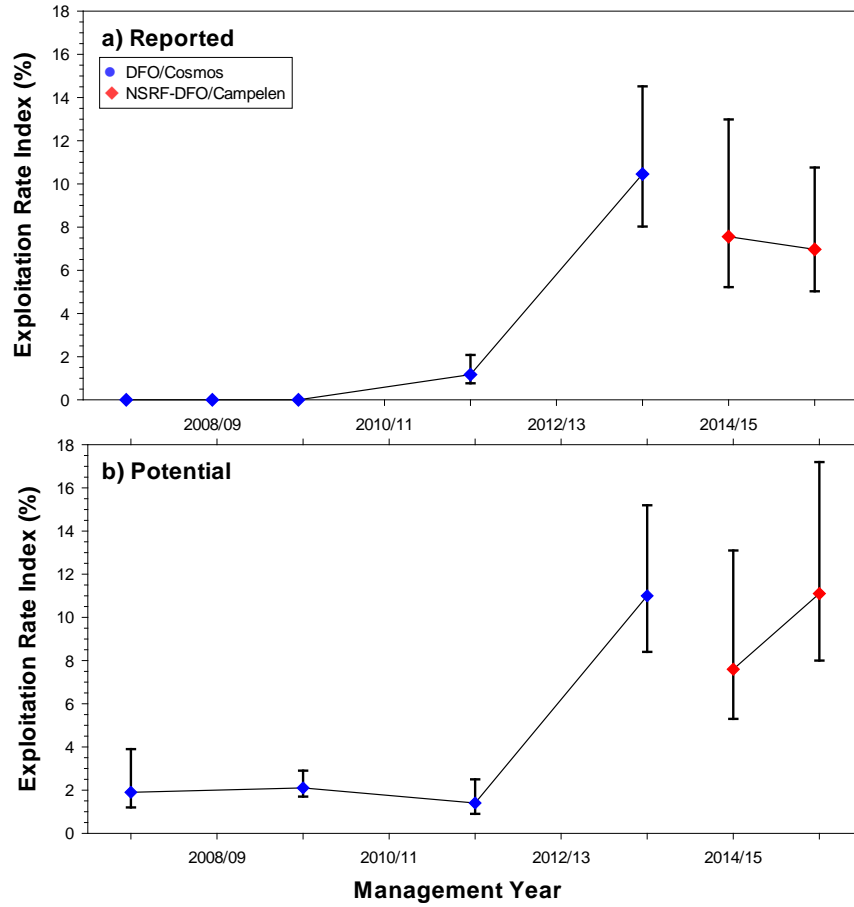 a) Reported
DFO/Cosmos
NSRF-DFO/Campelen
Exploitation Rate Index (%)
18
16
14
12
10
8
6
4
2
0
2008/09 2010/11 2012/13 2014/15
b) Potential
Exploitation Rate Index (%)
18
16
14
12
10
8
6
4
2
0
2008/09 2010/11 2012/13 2014/15
Management Year